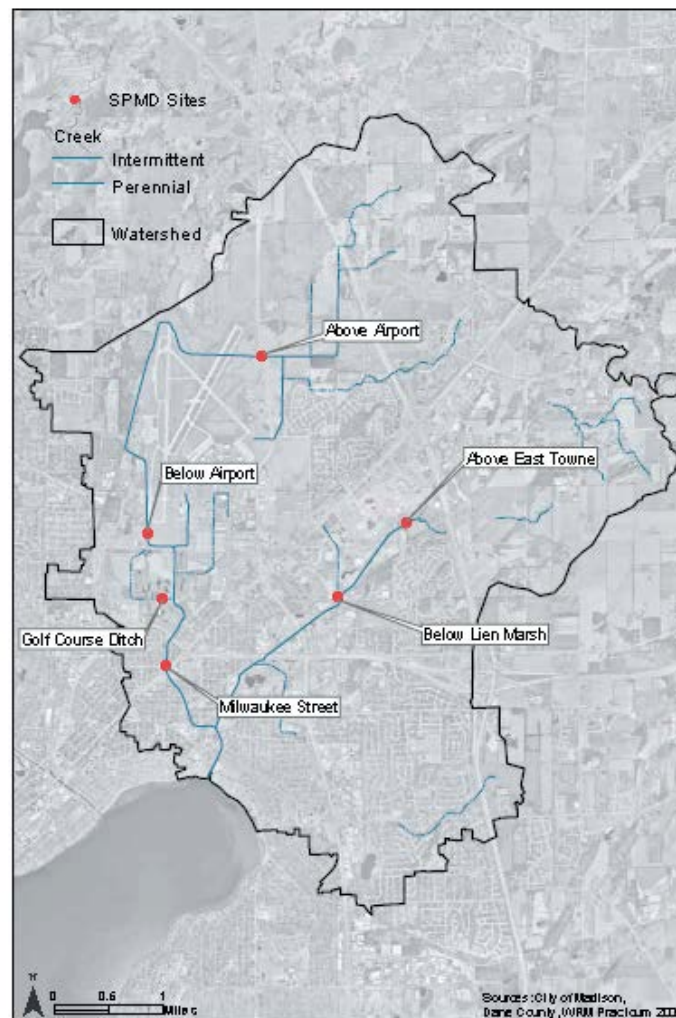 SPMD Sites
Creek
Intermittent
Perennial
Watershed
Above Airport
Above East Towne
Below Airport
Golf Course Ditch
Below Lien Marsh
Milwaukee Street
N
0 0.6 1
Miles
Sources: City of Madison,
Dane County, WRM Practicum